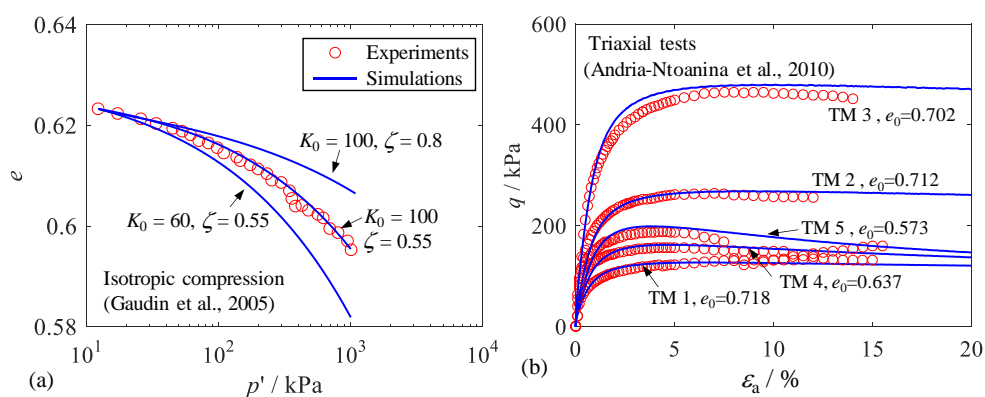 0.64
0.62
0.6
0.58
e
Experiments
Simulations
K0 = 100, ζ = 0.8
K0 = 60, ζ = 0.55
K0 = 100
ζ = 0.55
Isotropic compression
(Gaudin et al., 2005)
10^1 10^2 10^3 10^4
(a)
p' / kPa
600
400
200
0
q / kPa
Triaxial tests
(Andria-Ntoanina et al., 2010)
TM 3 , e0=0.702
TM 2 , e0=0.712
TM 5 , e0=0.573
TM 4, e0=0.637
TM 1, e0=0.718
0 5 10 15 20
(b)
εa / %